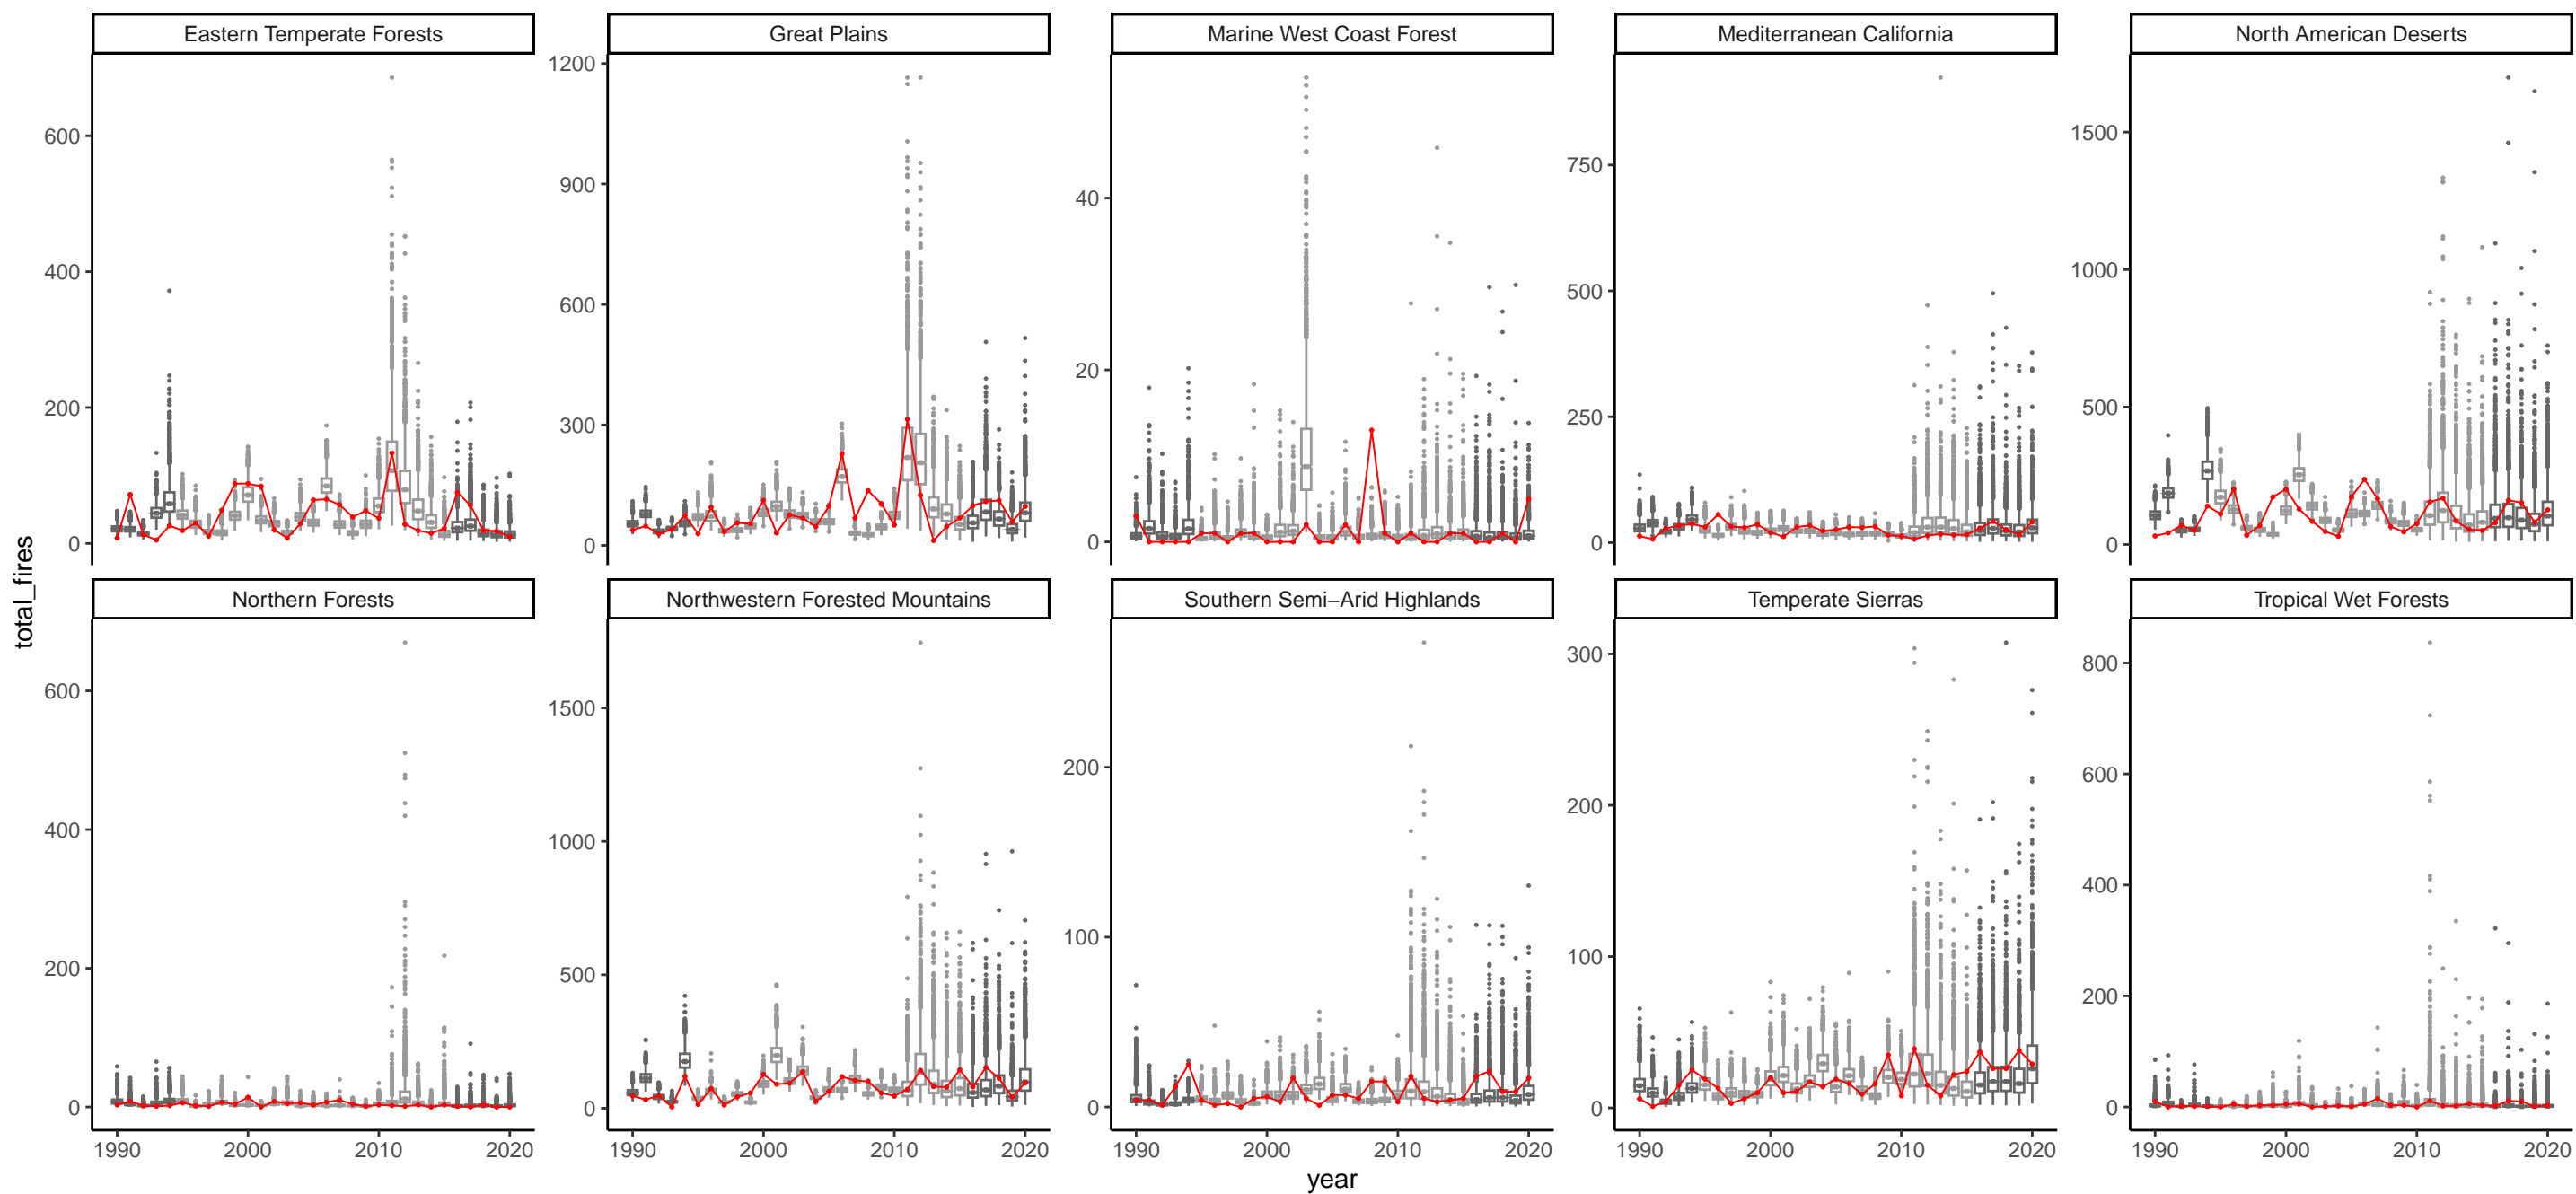 Eastern Temperate Forests
Great Plains
Marine West Coast Forest
Mediterranean California
North American Deserts
0
200
400
600
0
300
600
900
1200
0
20
40
0
250
500
750
0
500
1000
1500
Northern Forests
Northwestern Forested Mountains
Southern Semi−Arid Highlands
Temperate Sierras
Tropical Wet Forests
0
200
400
600
0
500
1000
1500
0
100
200
0
100
200
300
0
200
400
600
800
1990 2000 2010 2020
1990 2000 2010 2020
1990 2000 2010 2020
1990 2000 2010 2020
1990 2000 2010 2020
year
total_fires